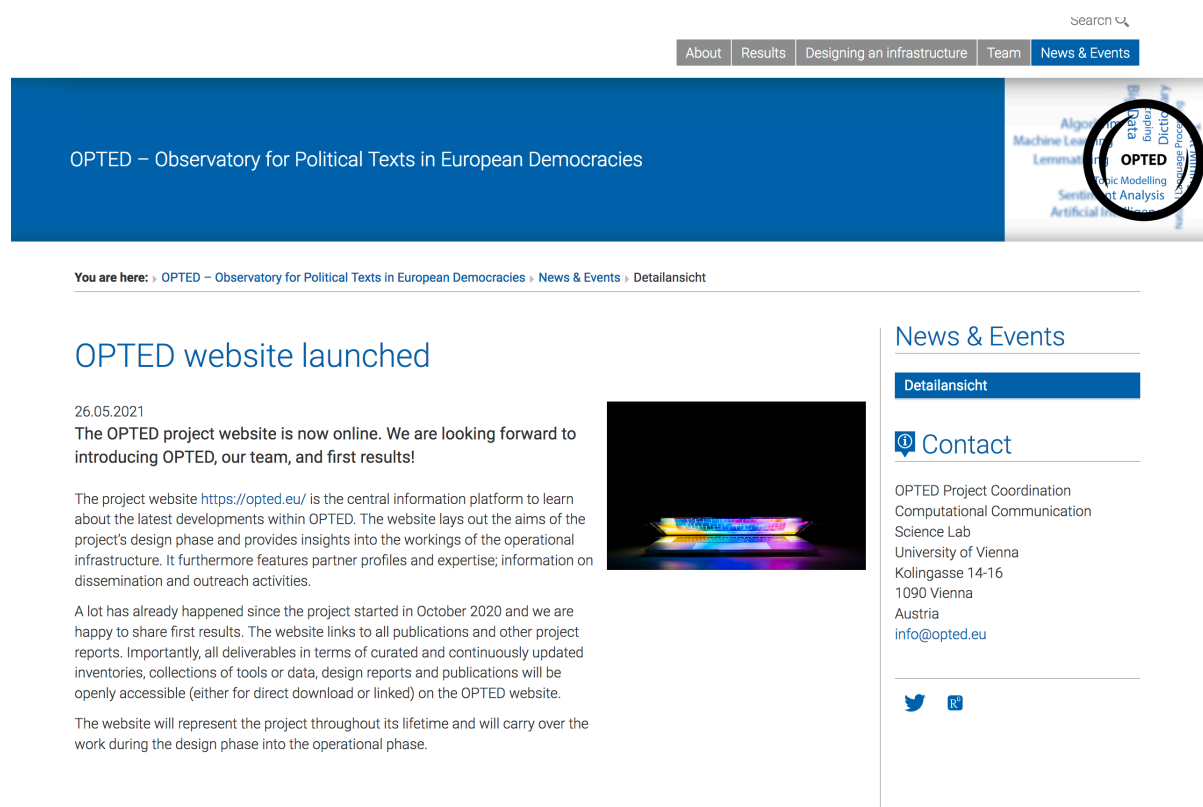 Search
About Results Designing an infrastructure Team News & Events
OPTED – Observatory for Political Texts in European Democracies
Big Data
Scraping
Dictionary
Machine Learning
OPTED
Topic Modelling
Sentiment Analysis
You are here: OPTED – Observatory for Political Texts in European Democracies News & Events Detailansicht
OPTED website launched
26.05.2021
The OPTED project website is now online. We are looking forward to
introducing OPTED, our team, and first results!
The project website https://opted.eu/ is the central information platform to learn
about the latest developments within OPTED. The website lays out the aims of the
project's design phase and provides insights into the workings of the operational
infrastructure. It furthermore features partner profiles and expertise; information on
dissemination and outreach activities.
A lot has already happened since the project started in October 2020 and we are
happy to share first results. The website links to all publications and other project
reports. Importantly, all deliverables in terms of curated and continuously updated
inventories, collections of tools or data, design reports and publications will be
openly accessible (either for direct download or linked) on the OPTED website.
The website will represent the project throughout its lifetime and will carry over the
work during the design phase into the operational phase.
News & Events
Detailansicht
Contact
OPTED Project Coordination
Computational Communication
Science Lab
University of Vienna
Kolingasse 14-16
1090 Vienna
Austria
info@opted.eu
RG